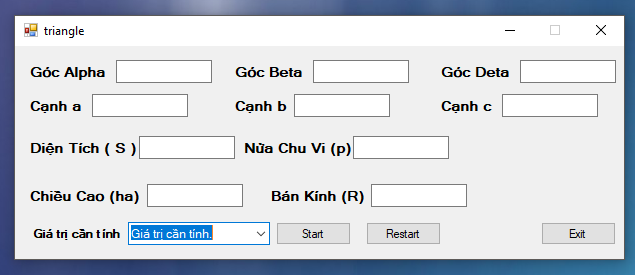 triangle
Góc Alpha Góc Beta Góc Deta
Cạnh a Cạnh b Cạnh c
Diện Tích ( S ) Nửa Chu Vi (p)
Chiều Cao (ha) Bán Kính (R)
Giá trị cần tính Giá trị cần tính. Start Restart Exit